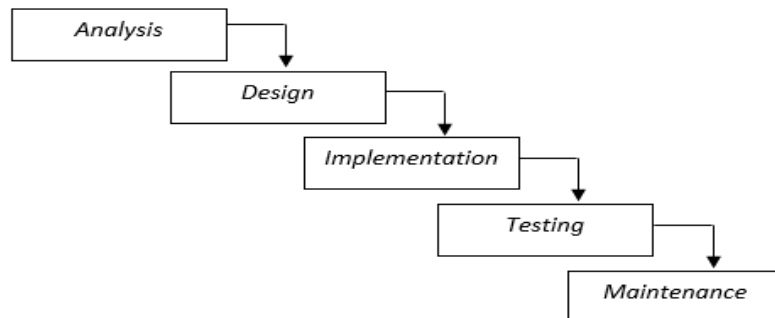 Analysis
Design
Implementation
Testing
Maintenance